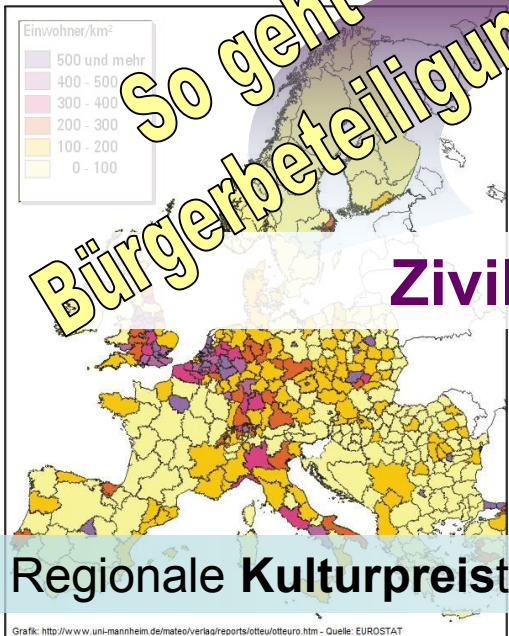 Einwohner/km²
500 und mehr
400 - 500
300 - 400
200 - 300
100 - 200
0 - 100
So geht
Bürgerbeteiligun
Zivil
Regionale Kulturpreist
Grafik: http://www.uni-mannheim.de/mateo/verlag/reports/otteu/otteuro.htm - Quelle: EUROSTAT